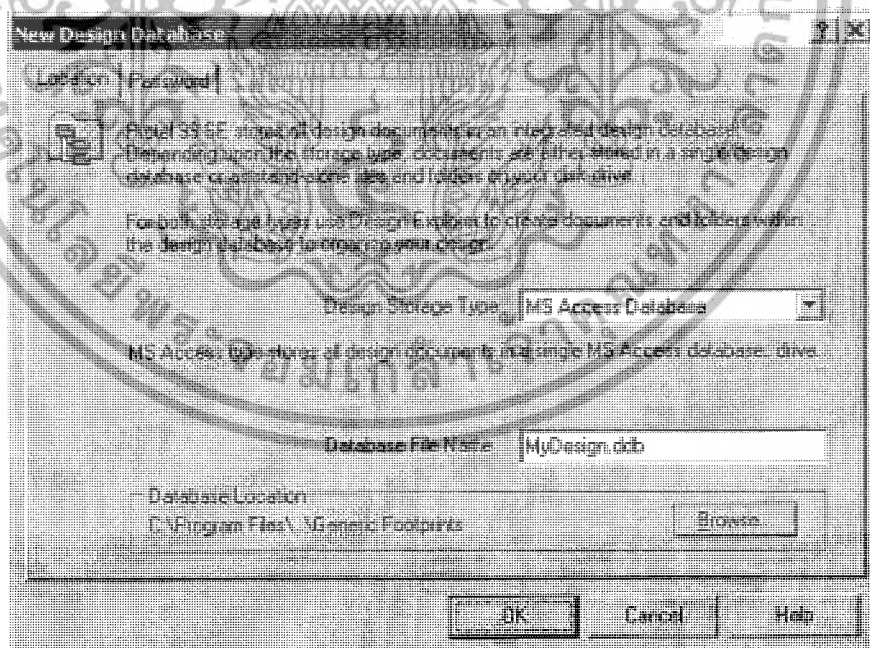 New Design Database
Location Password
Protel 99 SE stores all design documents in an integrated design database.
Depending upon the storage type, documents are either stored in a single design
database or as stand-alone files and folders on your disk drive.
For both storage types use Design Explorer to create documents and folders within
the design database to organize your design.
Design Storage Type MS Access Database
MS Access type stores all design documents in a single MS Access database. drive.
Database File Name MyDesign.ddb
Database Location
C:\Program Files\..\Generic Footprints Browse...
OK Cancel Help